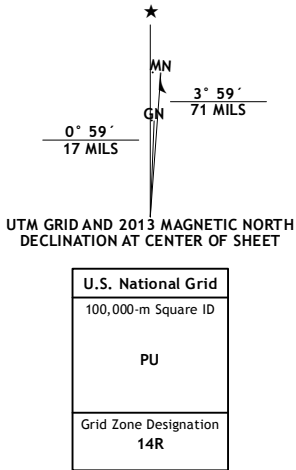 MN
GN
3° 59´
71 MILS
0° 59´
17 MILS
UTM GRID AND 2013 MAGNETIC NORTH
DECLINATION AT CENTER OF SHEET
U.S. National Grid
100,000-m Square ID
PU
Grid Zone Designation
14R